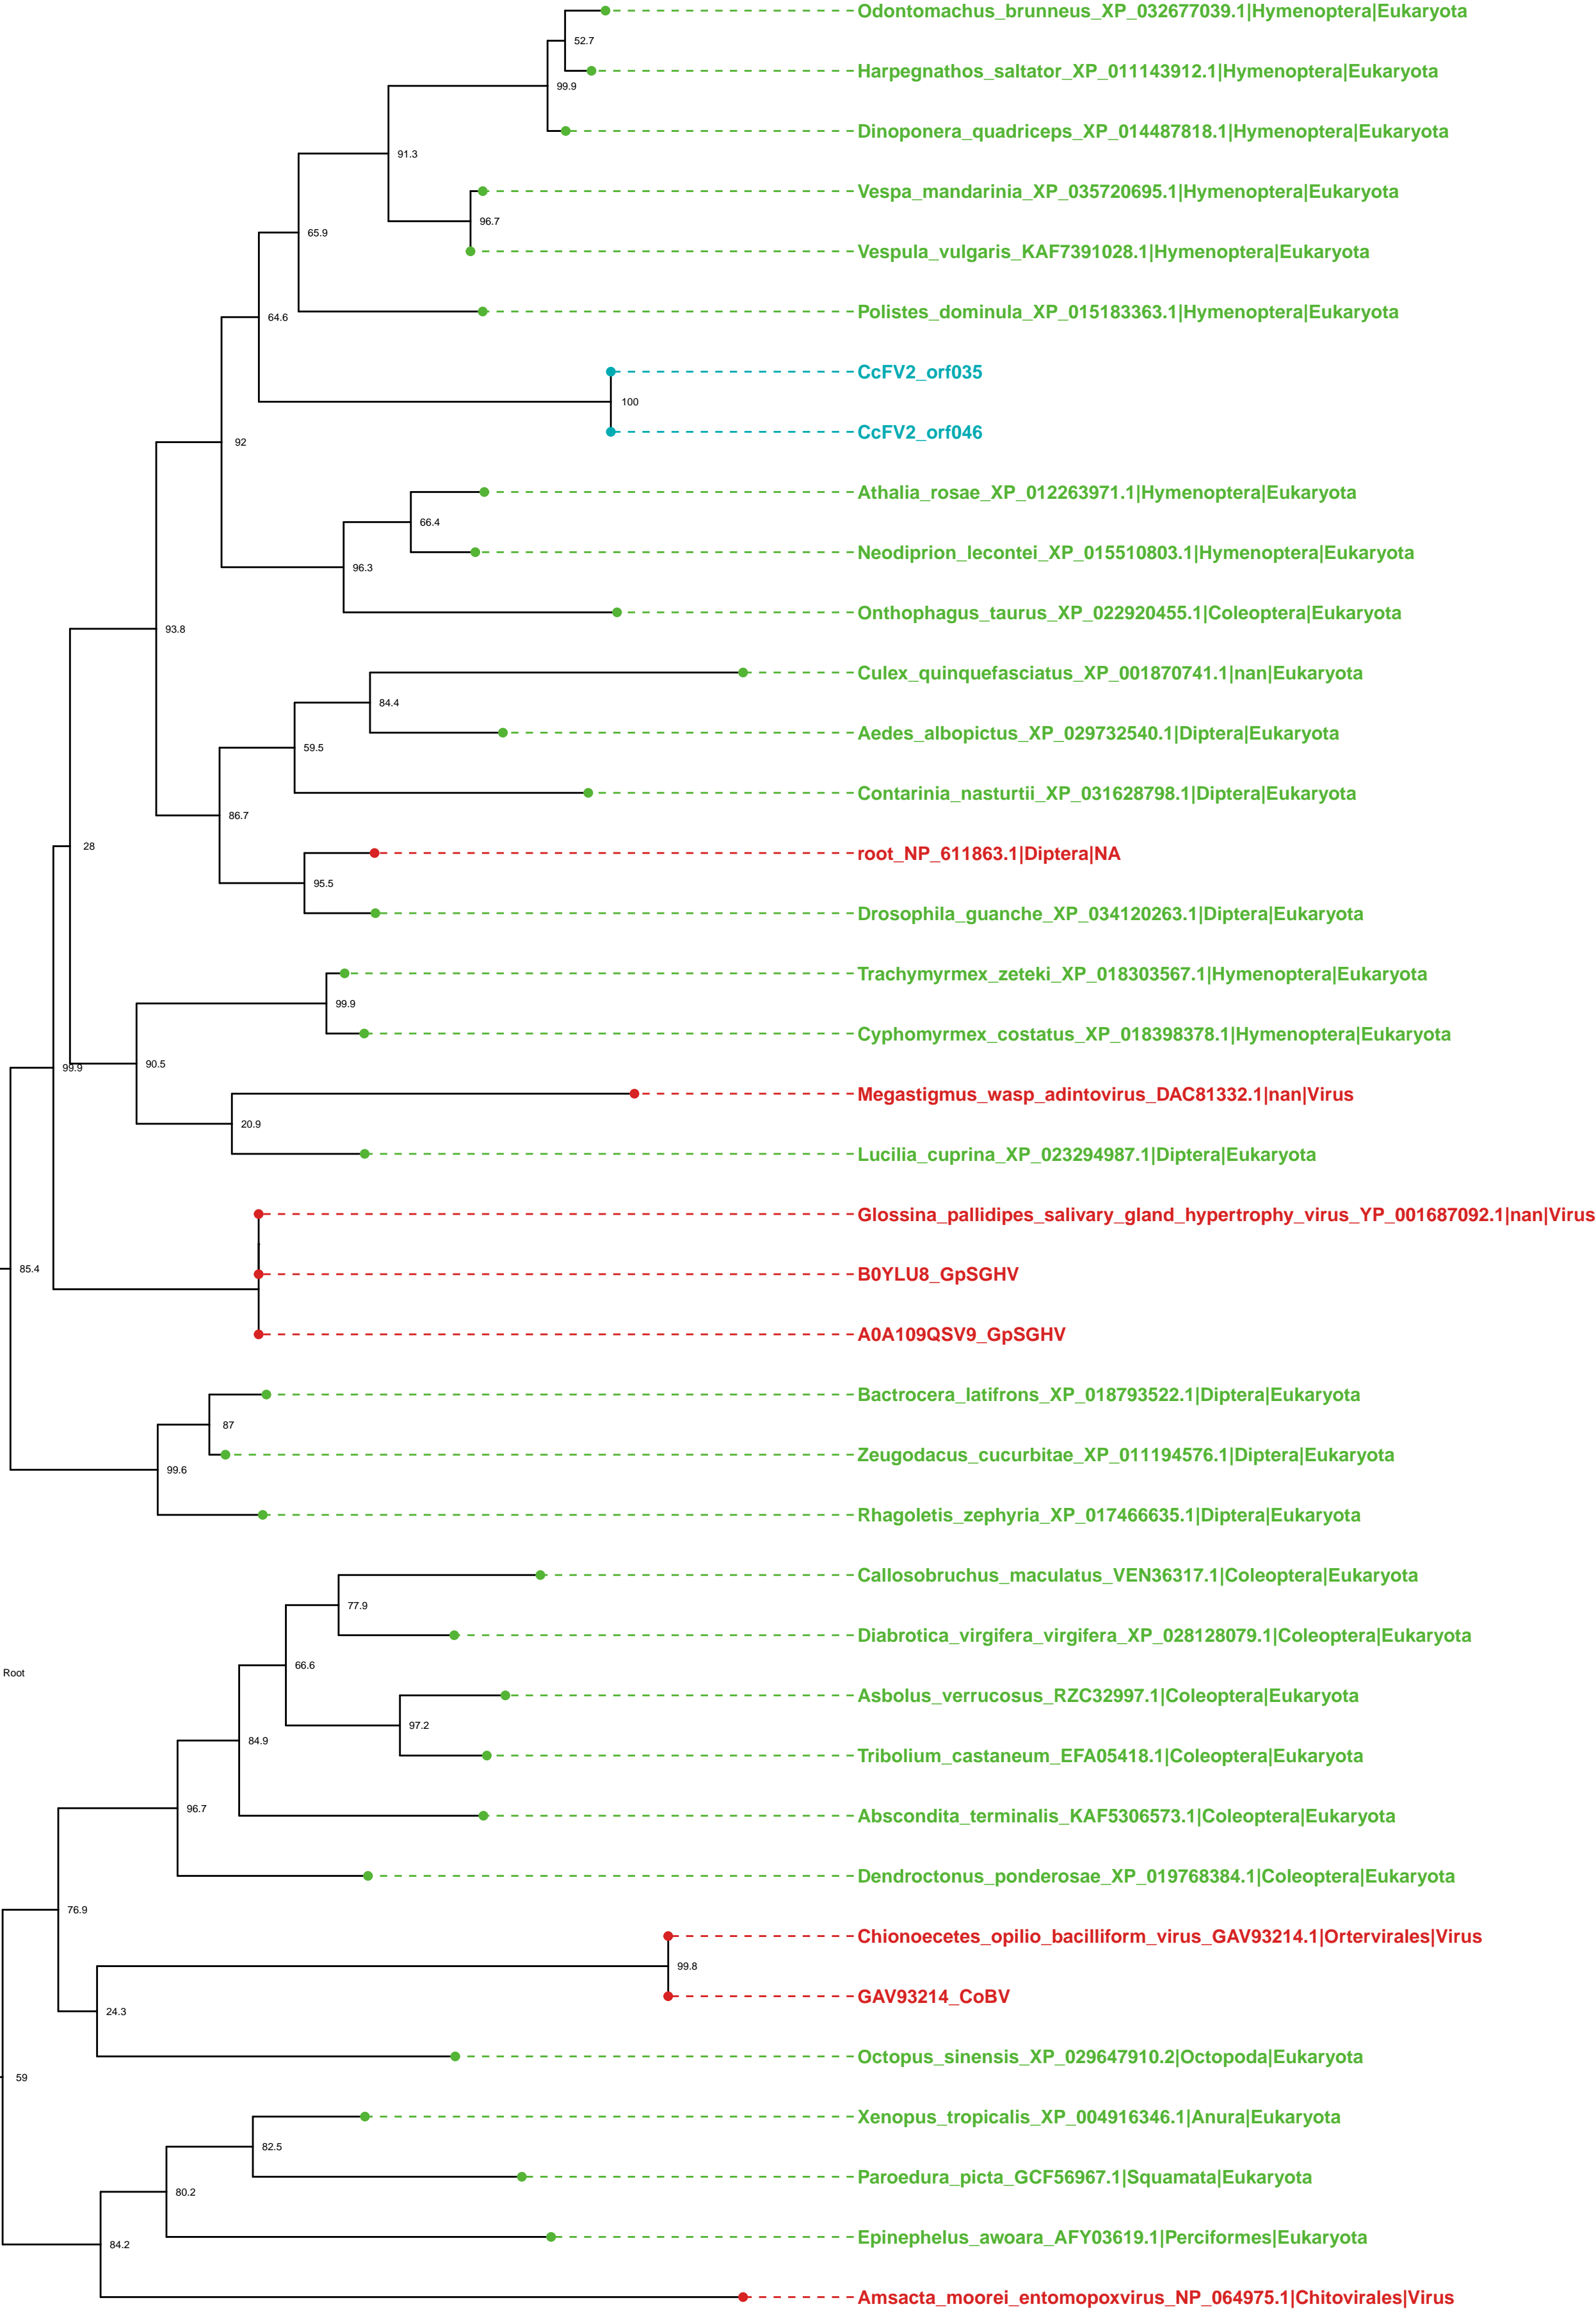 Odontomachus_brunneus_XP_032677039.1|Hymenoptera|Eukaryota
52.7
Harpegnathos_saltator_XP_011143912.1|Hymenoptera|Eukaryota
99.9
Dinoponera_quadriceps_XP_014487818.1|Hymenoptera|Eukaryota
91.3
Vespa_mandarinia_XP_035720695.1|Hymenoptera|Eukaryota
96.7
65.9
Vespula_vulgaris_KAF7391028.1|Hymenoptera|Eukaryota
Polistes_dominula_XP_015183363.1|Hymenoptera|Eukaryota
64.6
CcFV2_orf035
100
CcFV2_orf046
92
Athalia_rosae_XP_012263971.1|Hymenoptera|Eukaryota
66.4
Neodiprion_lecontei_XP_015510803.1|Hymenoptera|Eukaryota
96.3
Onthophagus_taurus_XP_022920455.1|Coleoptera|Eukaryota
93.8
Culex_quinquefasciatus_XP_001870741.1|nan|Eukaryota
84.4
Aedes_albopictus_XP_029732540.1|Diptera|Eukaryota
59.5
Contarinia_nasturtii_XP_031628798.1|Diptera|Eukaryota
86.7
28
root_NP_611863.1|Diptera|NA
95.5
Drosophila_guanche_XP_034120263.1|Diptera|Eukaryota
Trachymyrmex_zeteki_XP_018303567.1|Hymenoptera|Eukaryota
99.9
Cyphomyrmex_costatus_XP_018398378.1|Hymenoptera|Eukaryota
90.5
99.9
Megastigmus_wasp_adintovirus_DAC81332.1|nan|Virus
20.9
Lucilia_cuprina_XP_023294987.1|Diptera|Eukaryota
Glossina_pallidipes_salivary_gland_hypertrophy_virus_YP_001687092.1|nan|Virus
85.4
B0YLU8_GpSGHV
A0A109QSV9_GpSGHV
Bactrocera_latifrons_XP_018793522.1|Diptera|Eukaryota
87
Zeugodacus_cucurbitae_XP_011194576.1|Diptera|Eukaryota
99.6
Rhagoletis_zephyria_XP_017466635.1|Diptera|Eukaryota
Callosobruchus_maculatus_VEN36317.1|Coleoptera|Eukaryota
77.9
Diabrotica_virgifera_virgifera_XP_028128079.1|Coleoptera|Eukaryota
66.6
Root
Asbolus_verrucosus_RZC32997.1|Coleoptera|Eukaryota
97.2
84.9
Tribolium_castaneum_EFA05418.1|Coleoptera|Eukaryota
96.7
Abscondita_terminalis_KAF5306573.1|Coleoptera|Eukaryota
Dendroctonus_ponderosae_XP_019768384.1|Coleoptera|Eukaryota
76.9
Chionoecetes_opilio_bacilliform_virus_GAV93214.1|Ortervirales|Virus
99.8
GAV93214_CoBV
24.3
Octopus_sinensis_XP_029647910.2|Octopoda|Eukaryota
59
Xenopus_tropicalis_XP_004916346.1|Anura|Eukaryota
82.5
Paroedura_picta_GCF56967.1|Squamata|Eukaryota
80.2
Epinephelus_awoara_AFY03619.1|Perciformes|Eukaryota
84.2
Amsacta_moorei_entomopoxvirus_NP_064975.1|Chitovirales|Virus